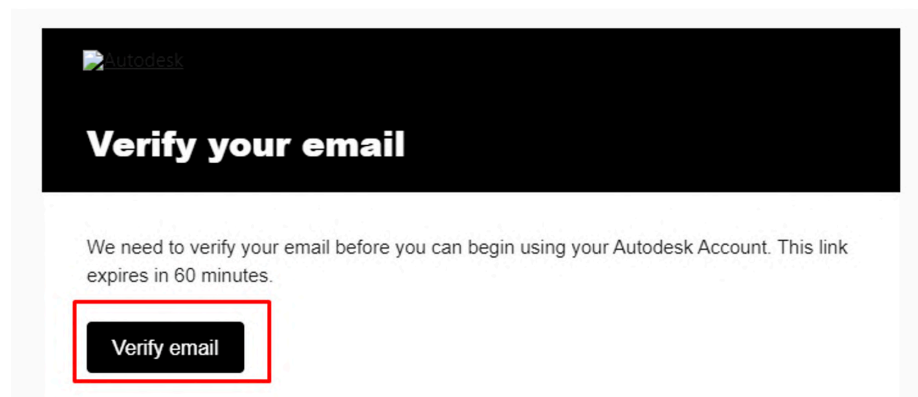 Autodesk
Verify your email
We need to verify your email before you can begin using your Autodesk Account. This link
expires in 60 minutes.
Verify email